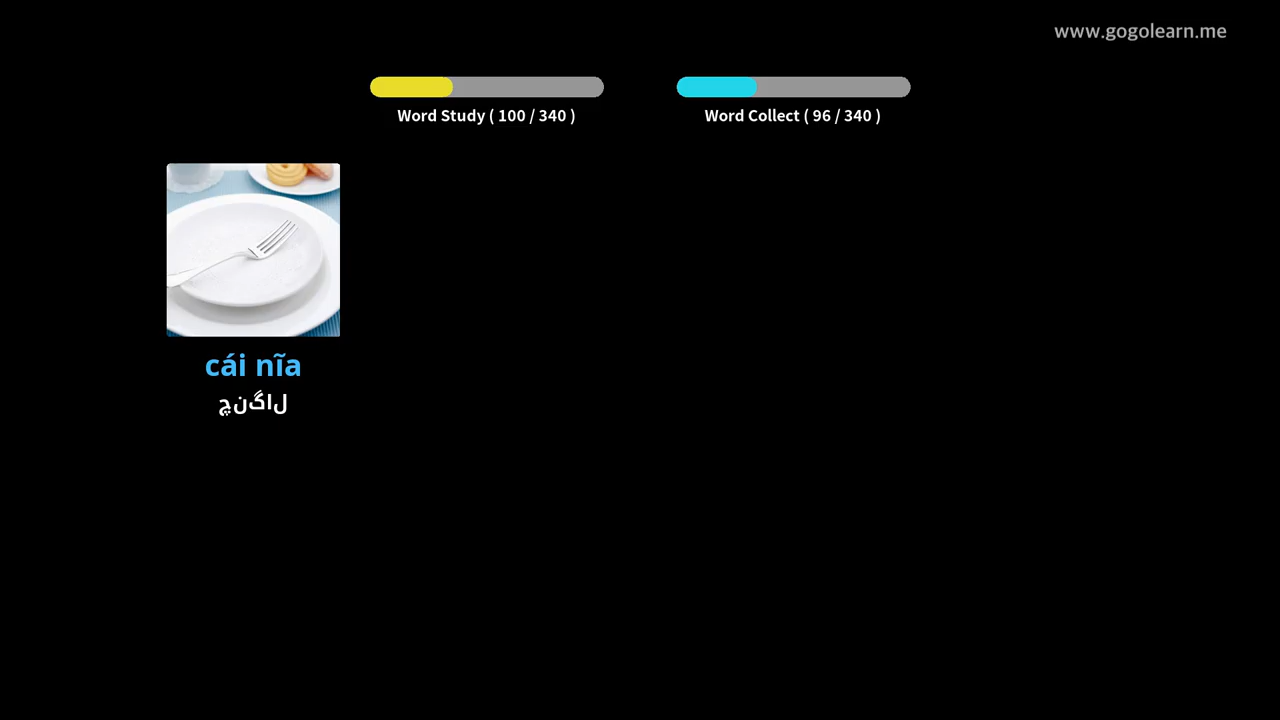 www.gogolearn.me
Word Study ( 100 / 340 )
Word Collect ( 96 / 340 )
cái nĩa
چنگال